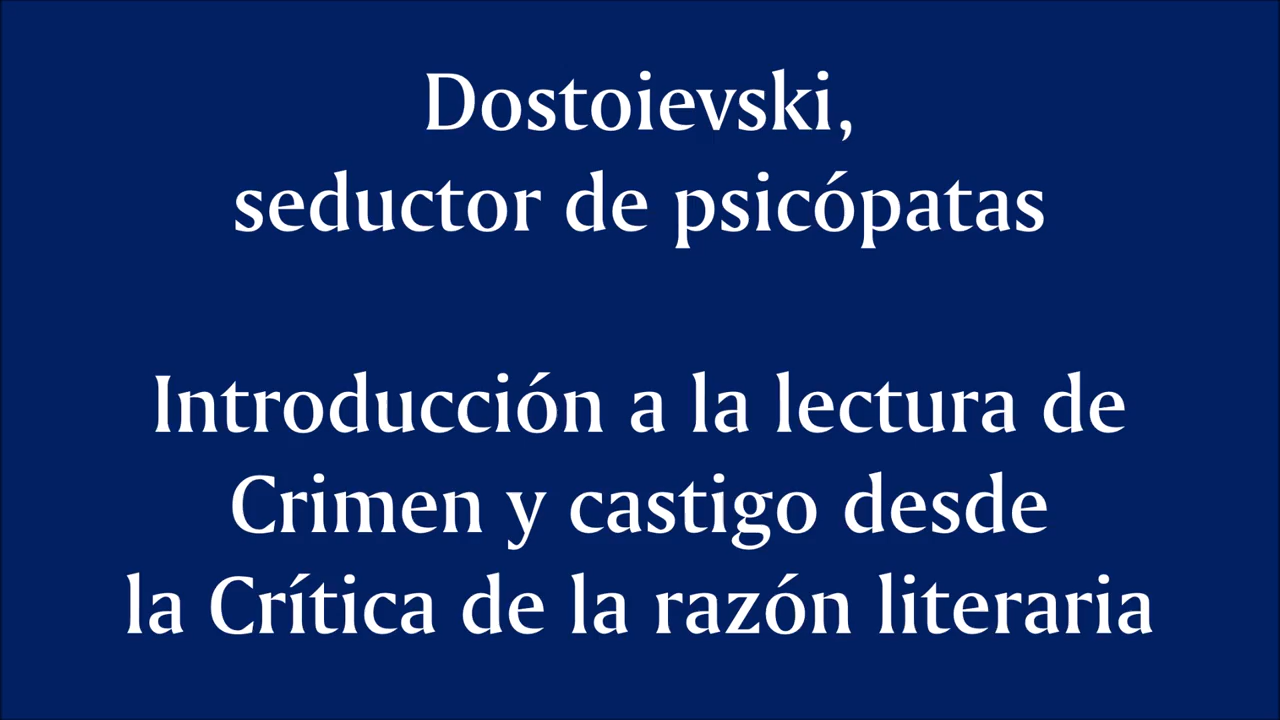 Dostoievski,
seductor de psicópatas
Introducción a la lectura de
Crimen y castigo desde
la Crítica de la razón literaria